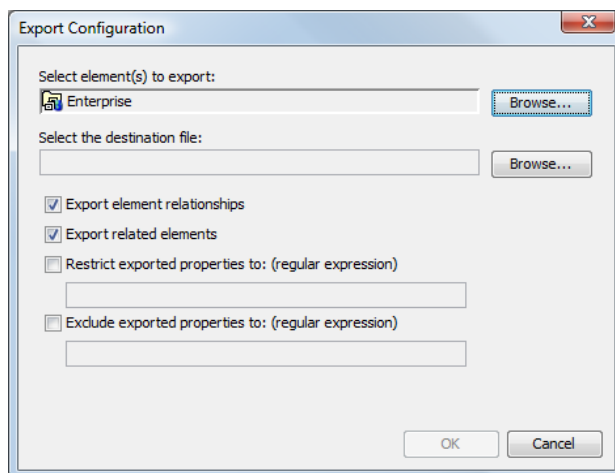 Export Configuration
Select element(s) to export:
Enterprise
Browse...
Select the destination file:
Browse...
Export element relationships
Export related elements
Restrict exported properties to: (regular expression)
Exclude exported properties to: (regular expression)
OK
Cancel